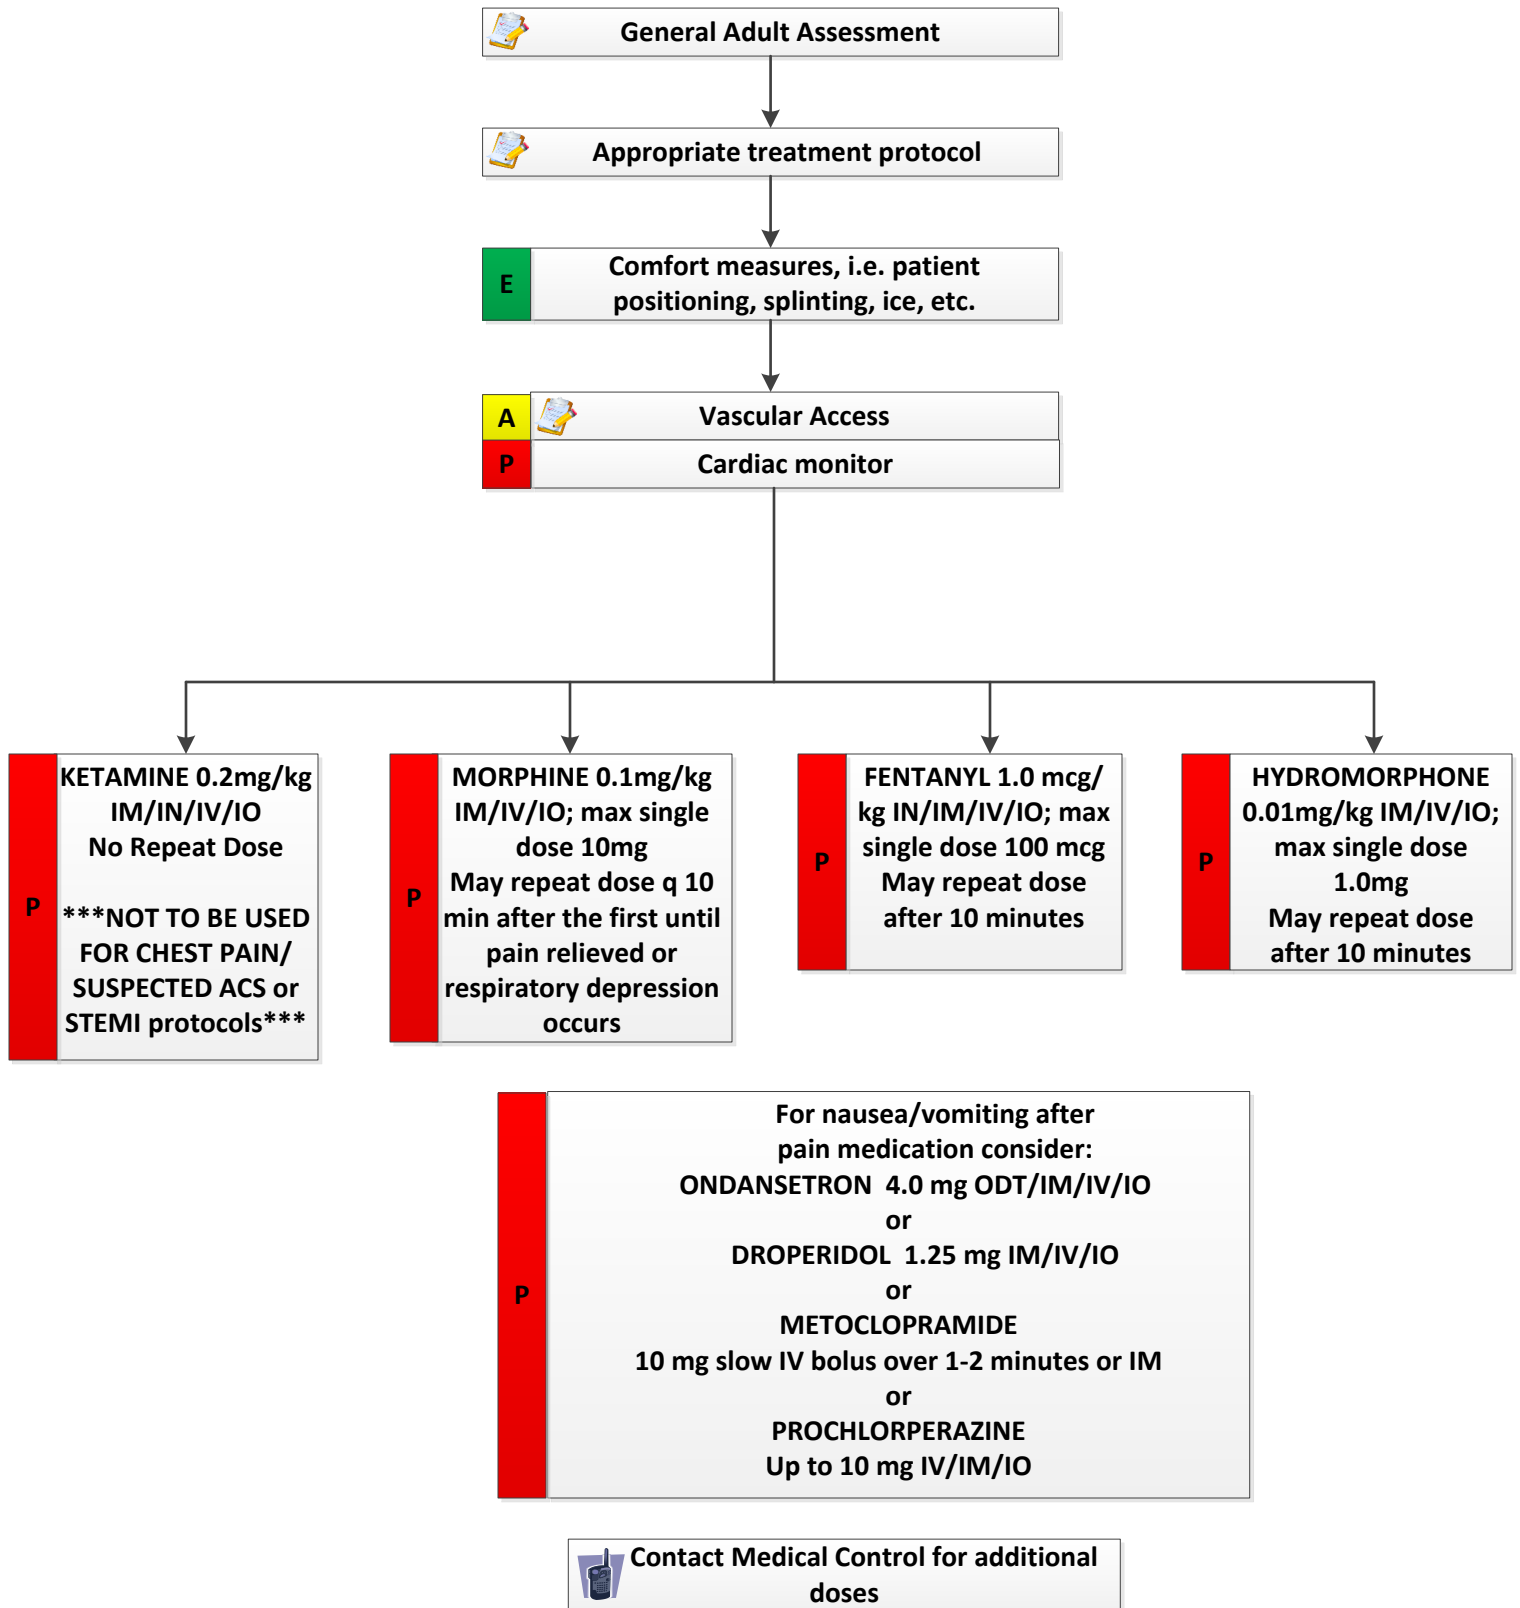 General Adult Assessment
Appropriate treatment protocol
E
Comfort measures, i.e. patient
positioning, splinting, ice, etc.
A
Vascular Access
P
Cardiac monitor
P
KETAMINE 0.2mg/kg
IM/IN/IV/IO
No Repeat Dose
***NOT TO BE USED
FOR CHEST PAIN/
SUSPECTED ACS or
STEMI protocols***
P
MORPHINE 0.1mg/kg
IM/IV/IO; max single
dose 10mg
May repeat dose q 10
min after the first until
pain relieved or
respiratory depression
occurs
P
FENTANYL 1.0 mcg/
kg IN/IM/IV/IO; max
single dose 100 mcg
May repeat dose
after 10 minutes
P
HYDROMORPHONE
0.01mg/kg IM/IV/IO;
max single dose
1.0mg
May repeat dose
after 10 minutes
P
For nausea/vomiting after
pain medication consider:
ONDANSETRON  4.0 mg ODT/IM/IV/IO
or
DROPERIDOL  1.25 mg IM/IV/IO
or
METOCLOPRAMIDE
10 mg slow IV bolus over 1-2 minutes or IM
or
PROCHLORPERAZINE
Up to 10 mg IV/IM/IO
Contact Medical Control for additional
doses